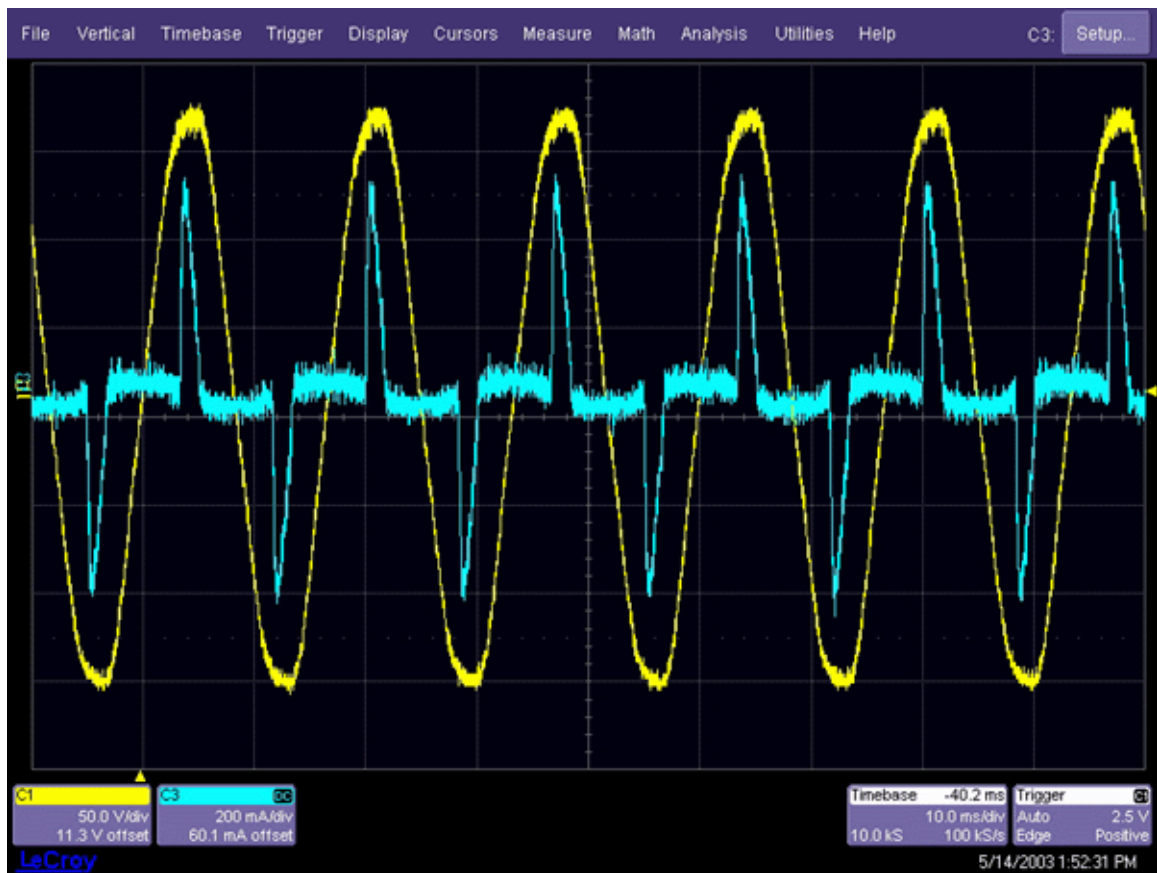 File Vertical Timebase Trigger Display Cursors Measure Math Analysis Utilities Help C3: Setup...
C1
50.0 V/div
11.3 V offset
C3 DC
200 mA/div
60.1 mA offset
Timebase -40.2 ms
10.0 ms/div
10.0 kS 100 kS/s
Trigger C1
Auto 2.5 V
Edge Positive
LeCroy
5/14/2003 1:52:31 PM